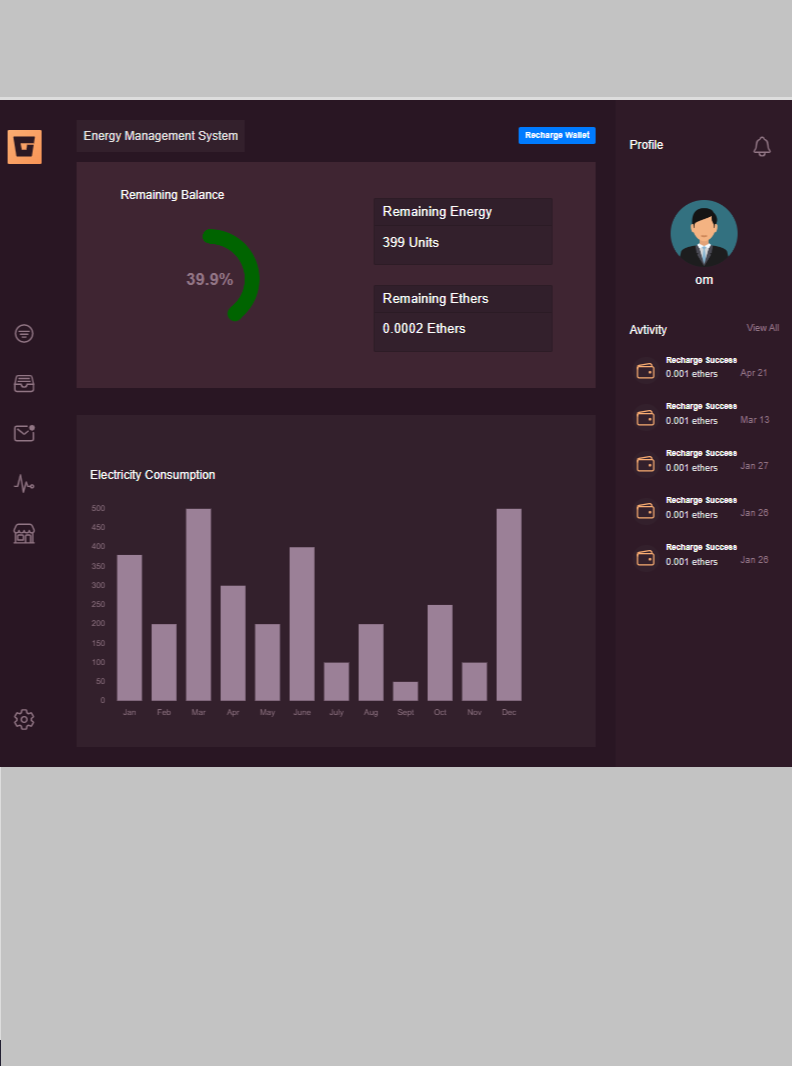 Energy Management System
Recharge Wallet
Remaining Balance
39.9%
Remaining Energy
399 Units
Remaining Ethers
0.0002 Ethers
Electricity Consumption
500
450
400
350
300
250
200
150
100
50
0
Jan Feb Mar Apr May June July Aug Sept Oct Nov Dec
Profile
om
Avtivity View All
Recharge Success
0.001 ethers Apr 21
Recharge Success
0.001 ethers Mar 13
Recharge Success
0.001 ethers Jan 27
Recharge Success
0.001 ethers Jan 26
Recharge Success
0.001 ethers Jan 26